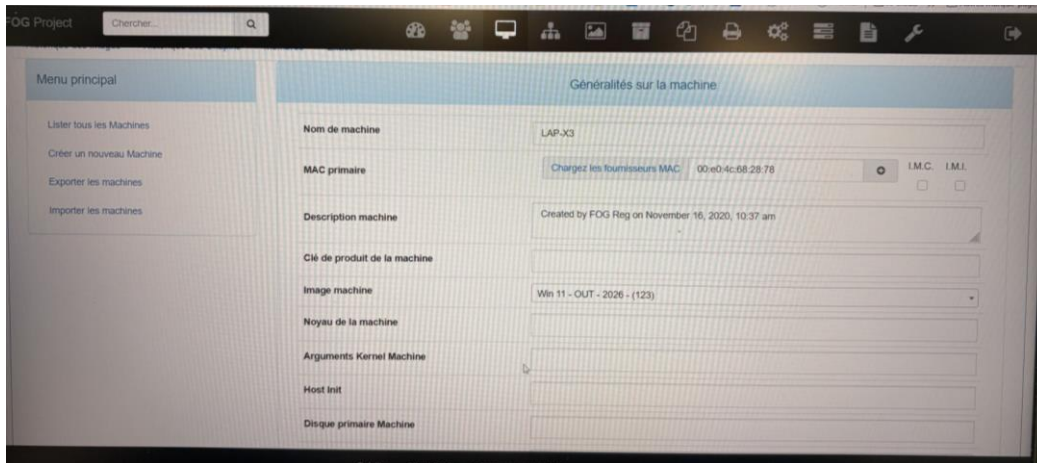 FOG Project
Chercher...
Généralités sur la machine
Menu principal
Lister tous les Machines
Créer un nouveau Machine
Exporter les machines
Importer les machines
Nom de machine
LAP-X3
MAC primaire
Chargez les fournisseurs MAC
00:e0:4c:68:28:78
I.M.C.
I.M.I.
Description machine
Created by FOG Reg on November 16, 2020, 10:37 am
Clé de produit de la machine
Image machine
Win 11 - OUT - 2026 - (123)
Noyau de la machine
Arguments Kernel Machine
Host Init
Disque primaire Machine